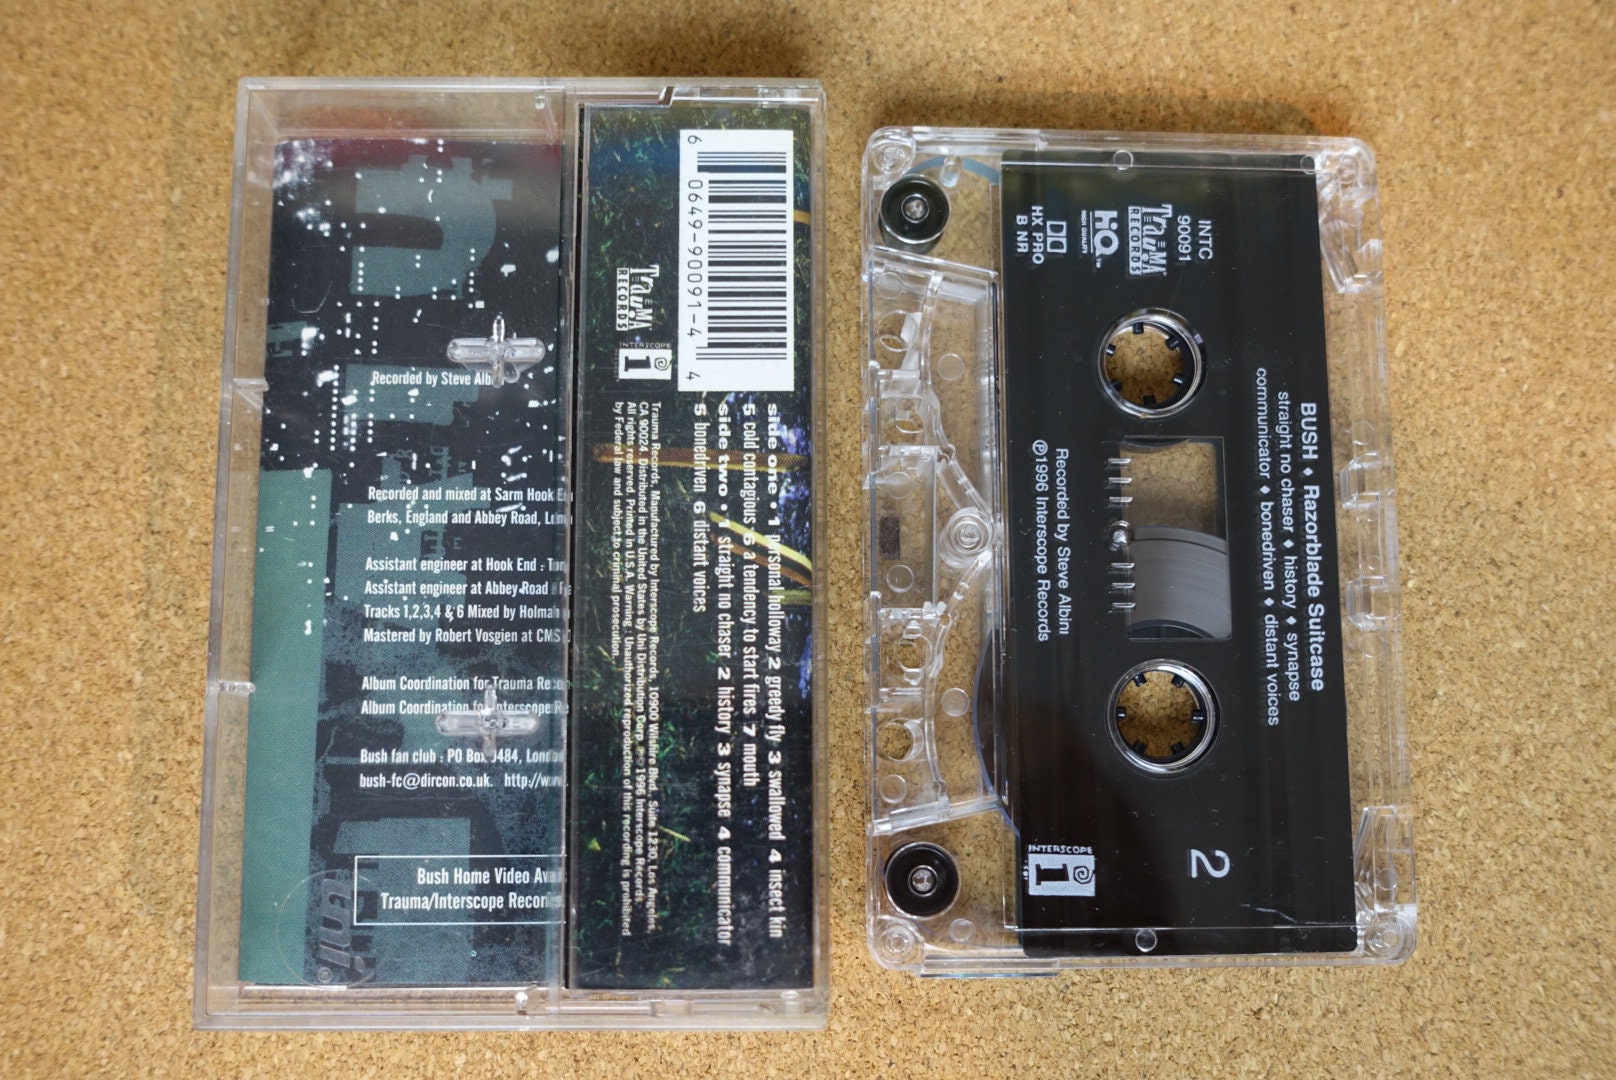 Recorded by Steve Alb
Recorded and mixed at Sarm Hook En
Berks, England and Abbey Road, Lon
Assistant engineer at Hook End :
Assistant engineer at Abbey Road :
Tracks 1,2,3,4 & 6 Mixed by Holman
Mastered by Robert Vosgien at CMS
Album Coordination for Trauma Reco
Album Coordination for Interscope Re
Bush fan club : PO Box J484, London
bush-fc@dircon.co.uk. http://ww
Bush Home Video Avai
Trauma/Interscope Records
6 0649-90091-4 4
Trauma
RECORDS
INTERSCOPE
side one • 1 personal holloway 2 greedy fly 3 swallowed 4 insect kin
5 cold contagious 6 a tendency to start fires 7 mouth
side two • 1 straight no chaser 2 history 3 synapse 4 communicator
5 bonedriven 6 distant voices
Trauma Records, Manufactured by Interscope Records, 10900 Wilshire Blvd, Suite 1230, Los Angeles,
CA 90024. Distributed in the United States by Uni Distribution Corp. ℗ © 1996 Interscope Records.
All rights reserved. Printed in U.S.A. Warning : Unauthorized reproduction of this recording is prohibited
by Federal law and subject to criminal prosecution.
BUSH ♦ Razorblade Suitcase
straight no chaser ♦ history ♦ synapse
communicator ♦ bonedriven ♦ distant voices
INTC
90091
Trauma
RECORDS
HiQ™
HIGH QUALITY
HX PRO
B NR
2
Recorded by Steve Albini
℗1996 Interscope Records
INTERSCOPE